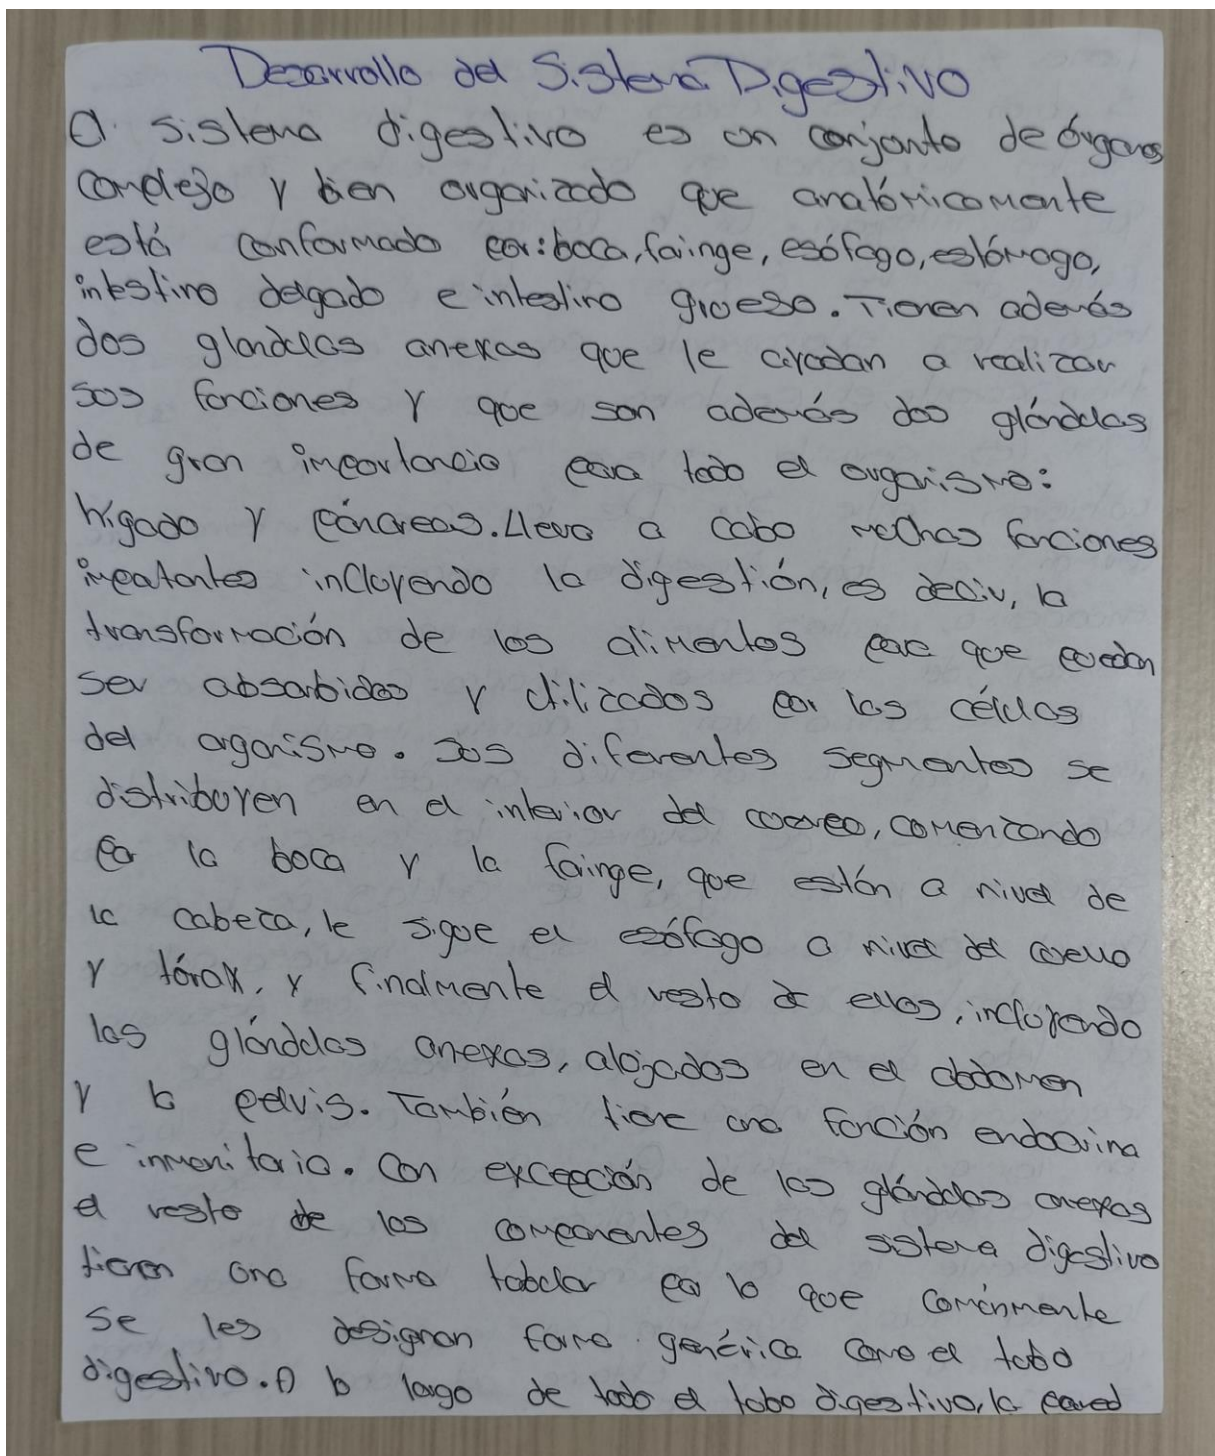 Desarrollo del Sistema Digestivo
El sistema digestivo es un conjunto de órganos
complejo y bien organizado que anatómicamente
está conformado por: boca, fainge, esófago, estómago,
intestino delgado e intestino grueso. Tienen además
dos glandulas anexas que le ayudan a realizar
sus funciones y que son además dos glándulas
de gran importancia para todo el organismo:
hígado y páncreas. Lleva a cabo muchas funciones
impatantes incluyendo la digestión, es decir, la
transformación de los alimentos para que puedan
ser absorbidos y utilizados por las células
del organismo. Sus diferentes segmentos se
distribuyen en el interior del cuerpo, comenzando
por la boca y la fainge, que están a nivel de
la cabeza, le sigue el esófago a nivel del cuello
y tórax, y finalmente el resto de ellos, incluyendo
las glándulas anexas, alojados en el abdomen
y la pelvis. También tiene una función endocrina
e inmunitaria. Con excepción de las glándulas anexas
el resto de los componentes del sistema digestivo
tienen una forma tubular por lo que comúnmente
se les designan forma genérica como el tubo
digestivo. A lo largo de todo el tubo digestivo, la pared